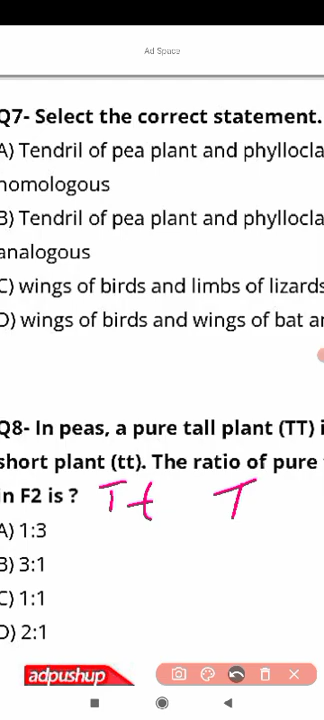 Ad Space
Q7- Select the correct statement.
A) Tendril of pea plant and phyllocla
homologous
B) Tendril of pea plant and phyllocla
analogous
C) wings of birds and limbs of lizards
D) wings of birds and wings of bat a
Q8- In peas, a pure tall plant (TT) i
short plant (tt). The ratio of pure
in F2 is ? Tt T
A) 1:3
B) 3:1
C) 1:1
D) 2:1
adpushup